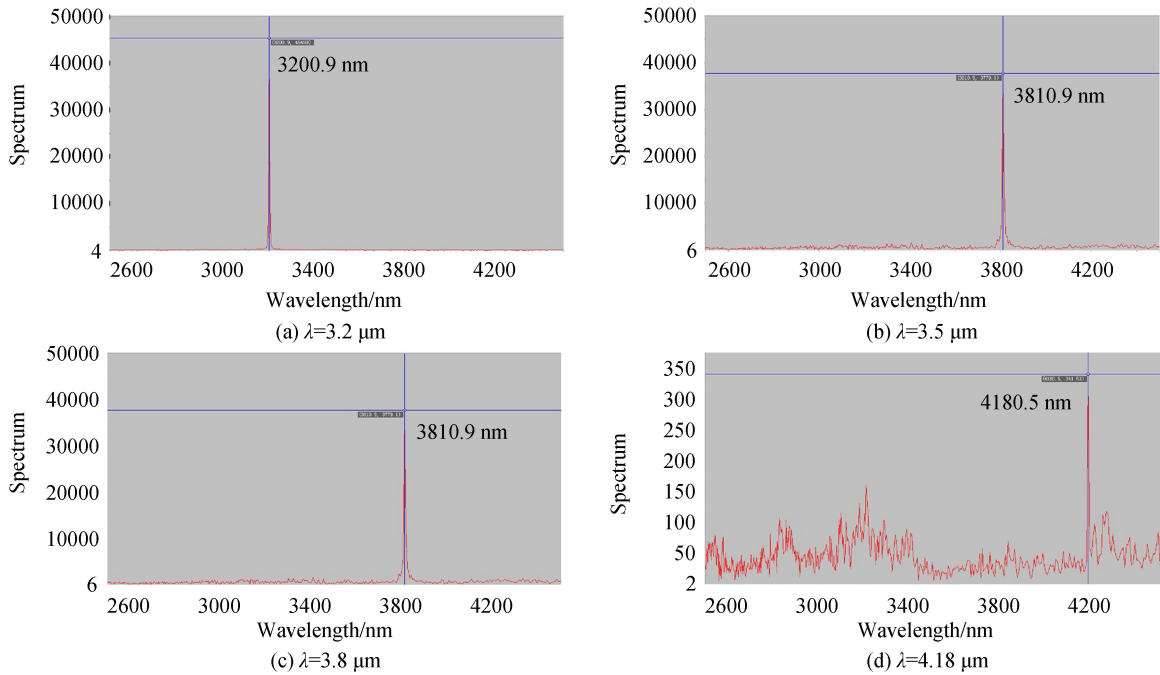 50000
40000
30000
20000
10000
4
Spectrum
3200.9 nm
2600 3000 3400 3800 4200
Wavelength/nm
(a) λ=3.2 μm
50000
40000
30000
20000
10000
6
Spectrum
3810.9 nm
2600 3000 3400 3800 4200
Wavelength/nm
(b) λ=3.5 μm
50000
40000
30000
20000
10000
6
Spectrum
3810.9 nm
2600 3000 3400 3800 4200
Wavelength/nm
(c) λ=3.8 μm
350
300
250
200
150
100
50
2
Spectrum
4180.5 nm
2600 3000 3400 3800 4200
Wavelength/nm
(d) λ=4.18 μm